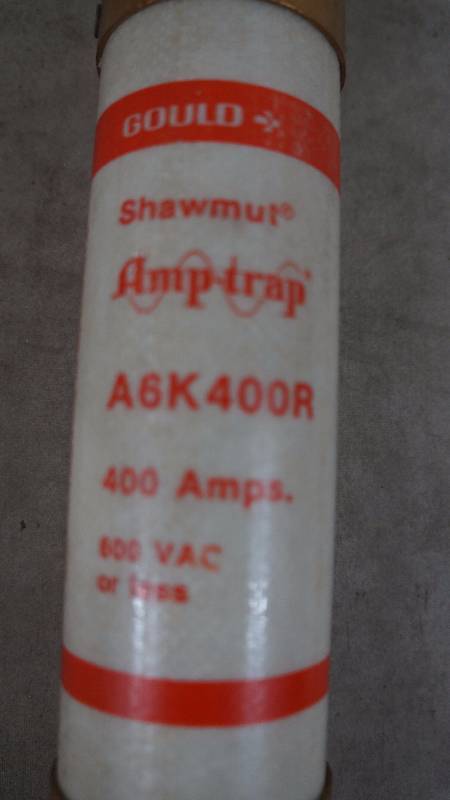 GOULD
Shawmut®
Amp-trap®
A6K400R
400 Amps.
600 VAC
or less